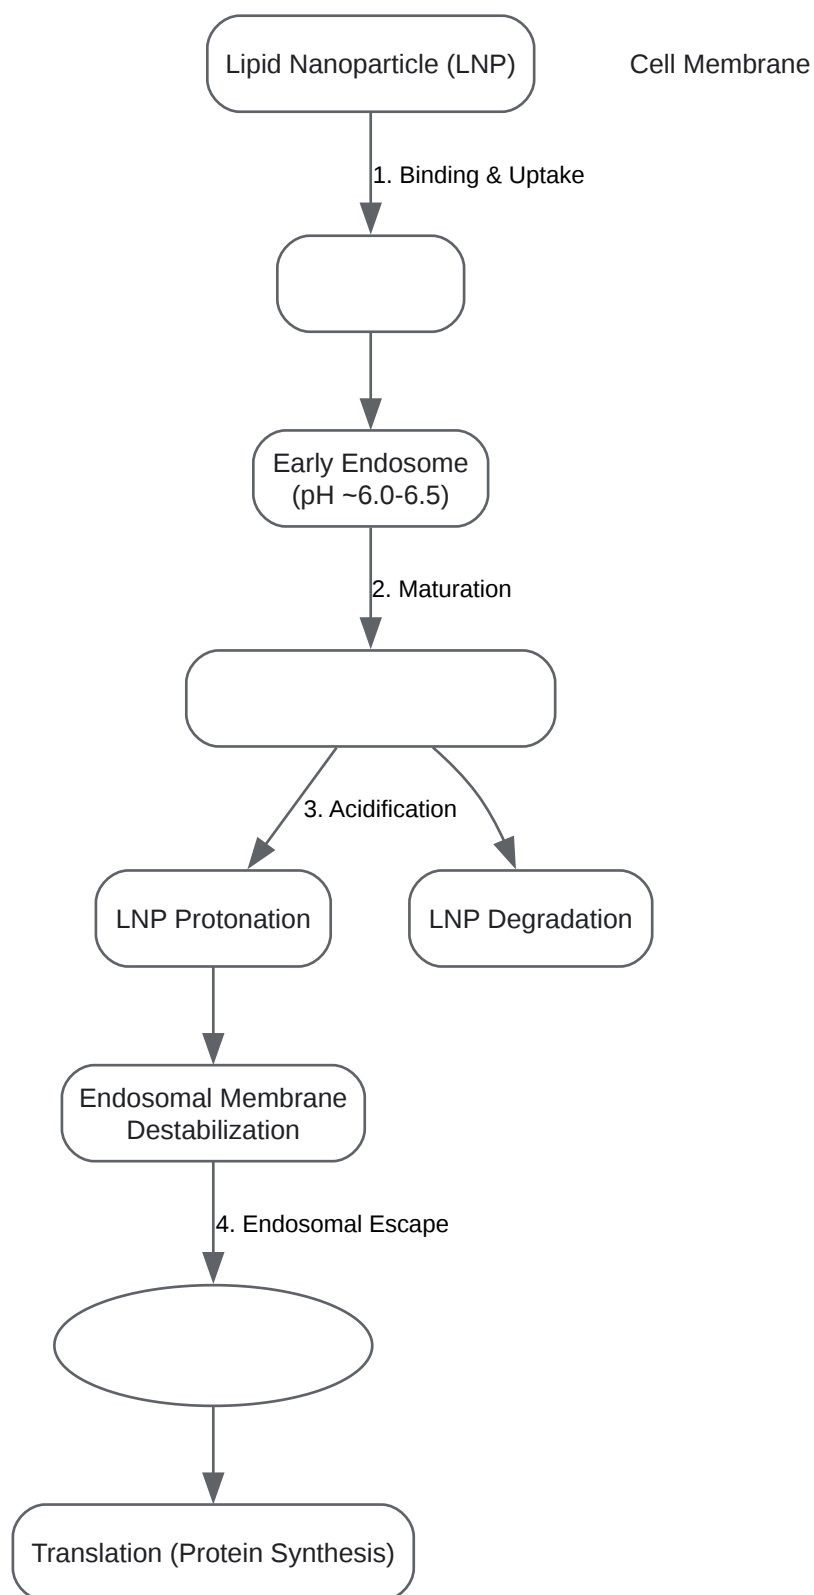 Lipid Nanoparticle (LNP)
Cell Membrane
1. Binding & Uptake
Early Endosome
(pH ~6.0-6.5)
2. Maturation
3. Acidification
LNP Protonation
LNP Degradation
Endosomal Membrane
Destabilization
4. Endosomal Escape
Translation (Protein Synthesis)